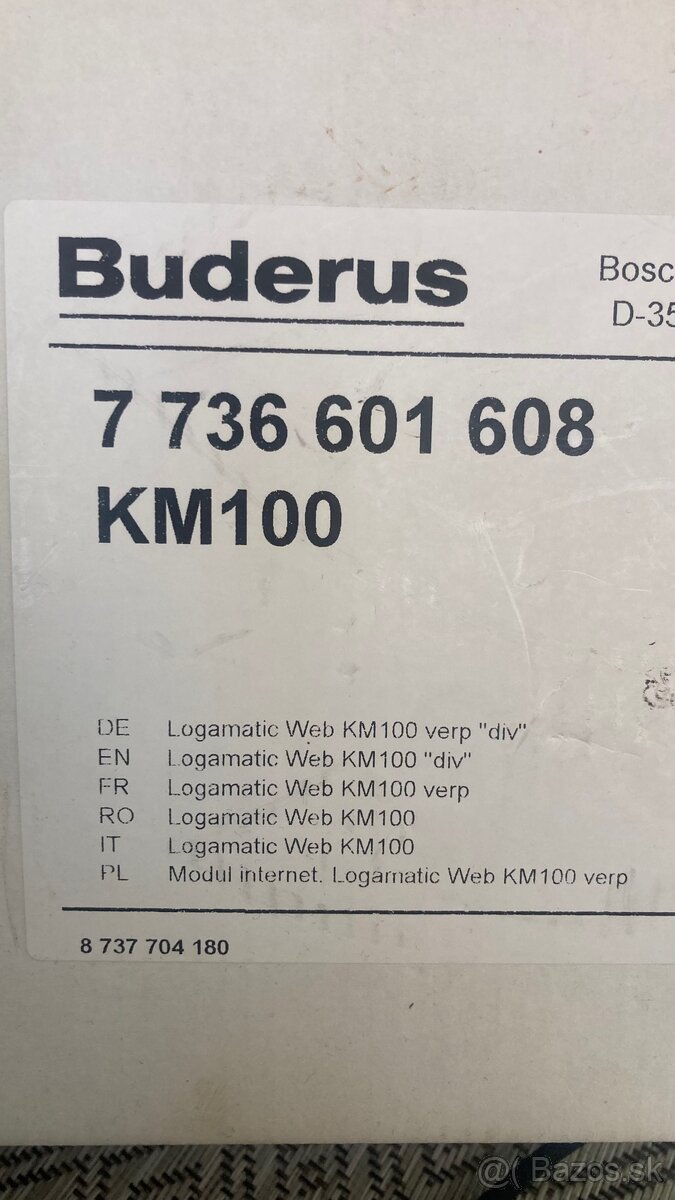 Buderus
Bosc
D-35
7 736 601 608
KM100
DE Logamatic Web KM100 verp "div"
EN Logamatic Web KM100 "div"
FR Logamatic Web KM100 verp
RO Logamatic Web KM100
IT Logamatic Web KM100
PL Modul internet. Logamatic Web KM100 verp
8 737 704 180
@( Bazos.sk